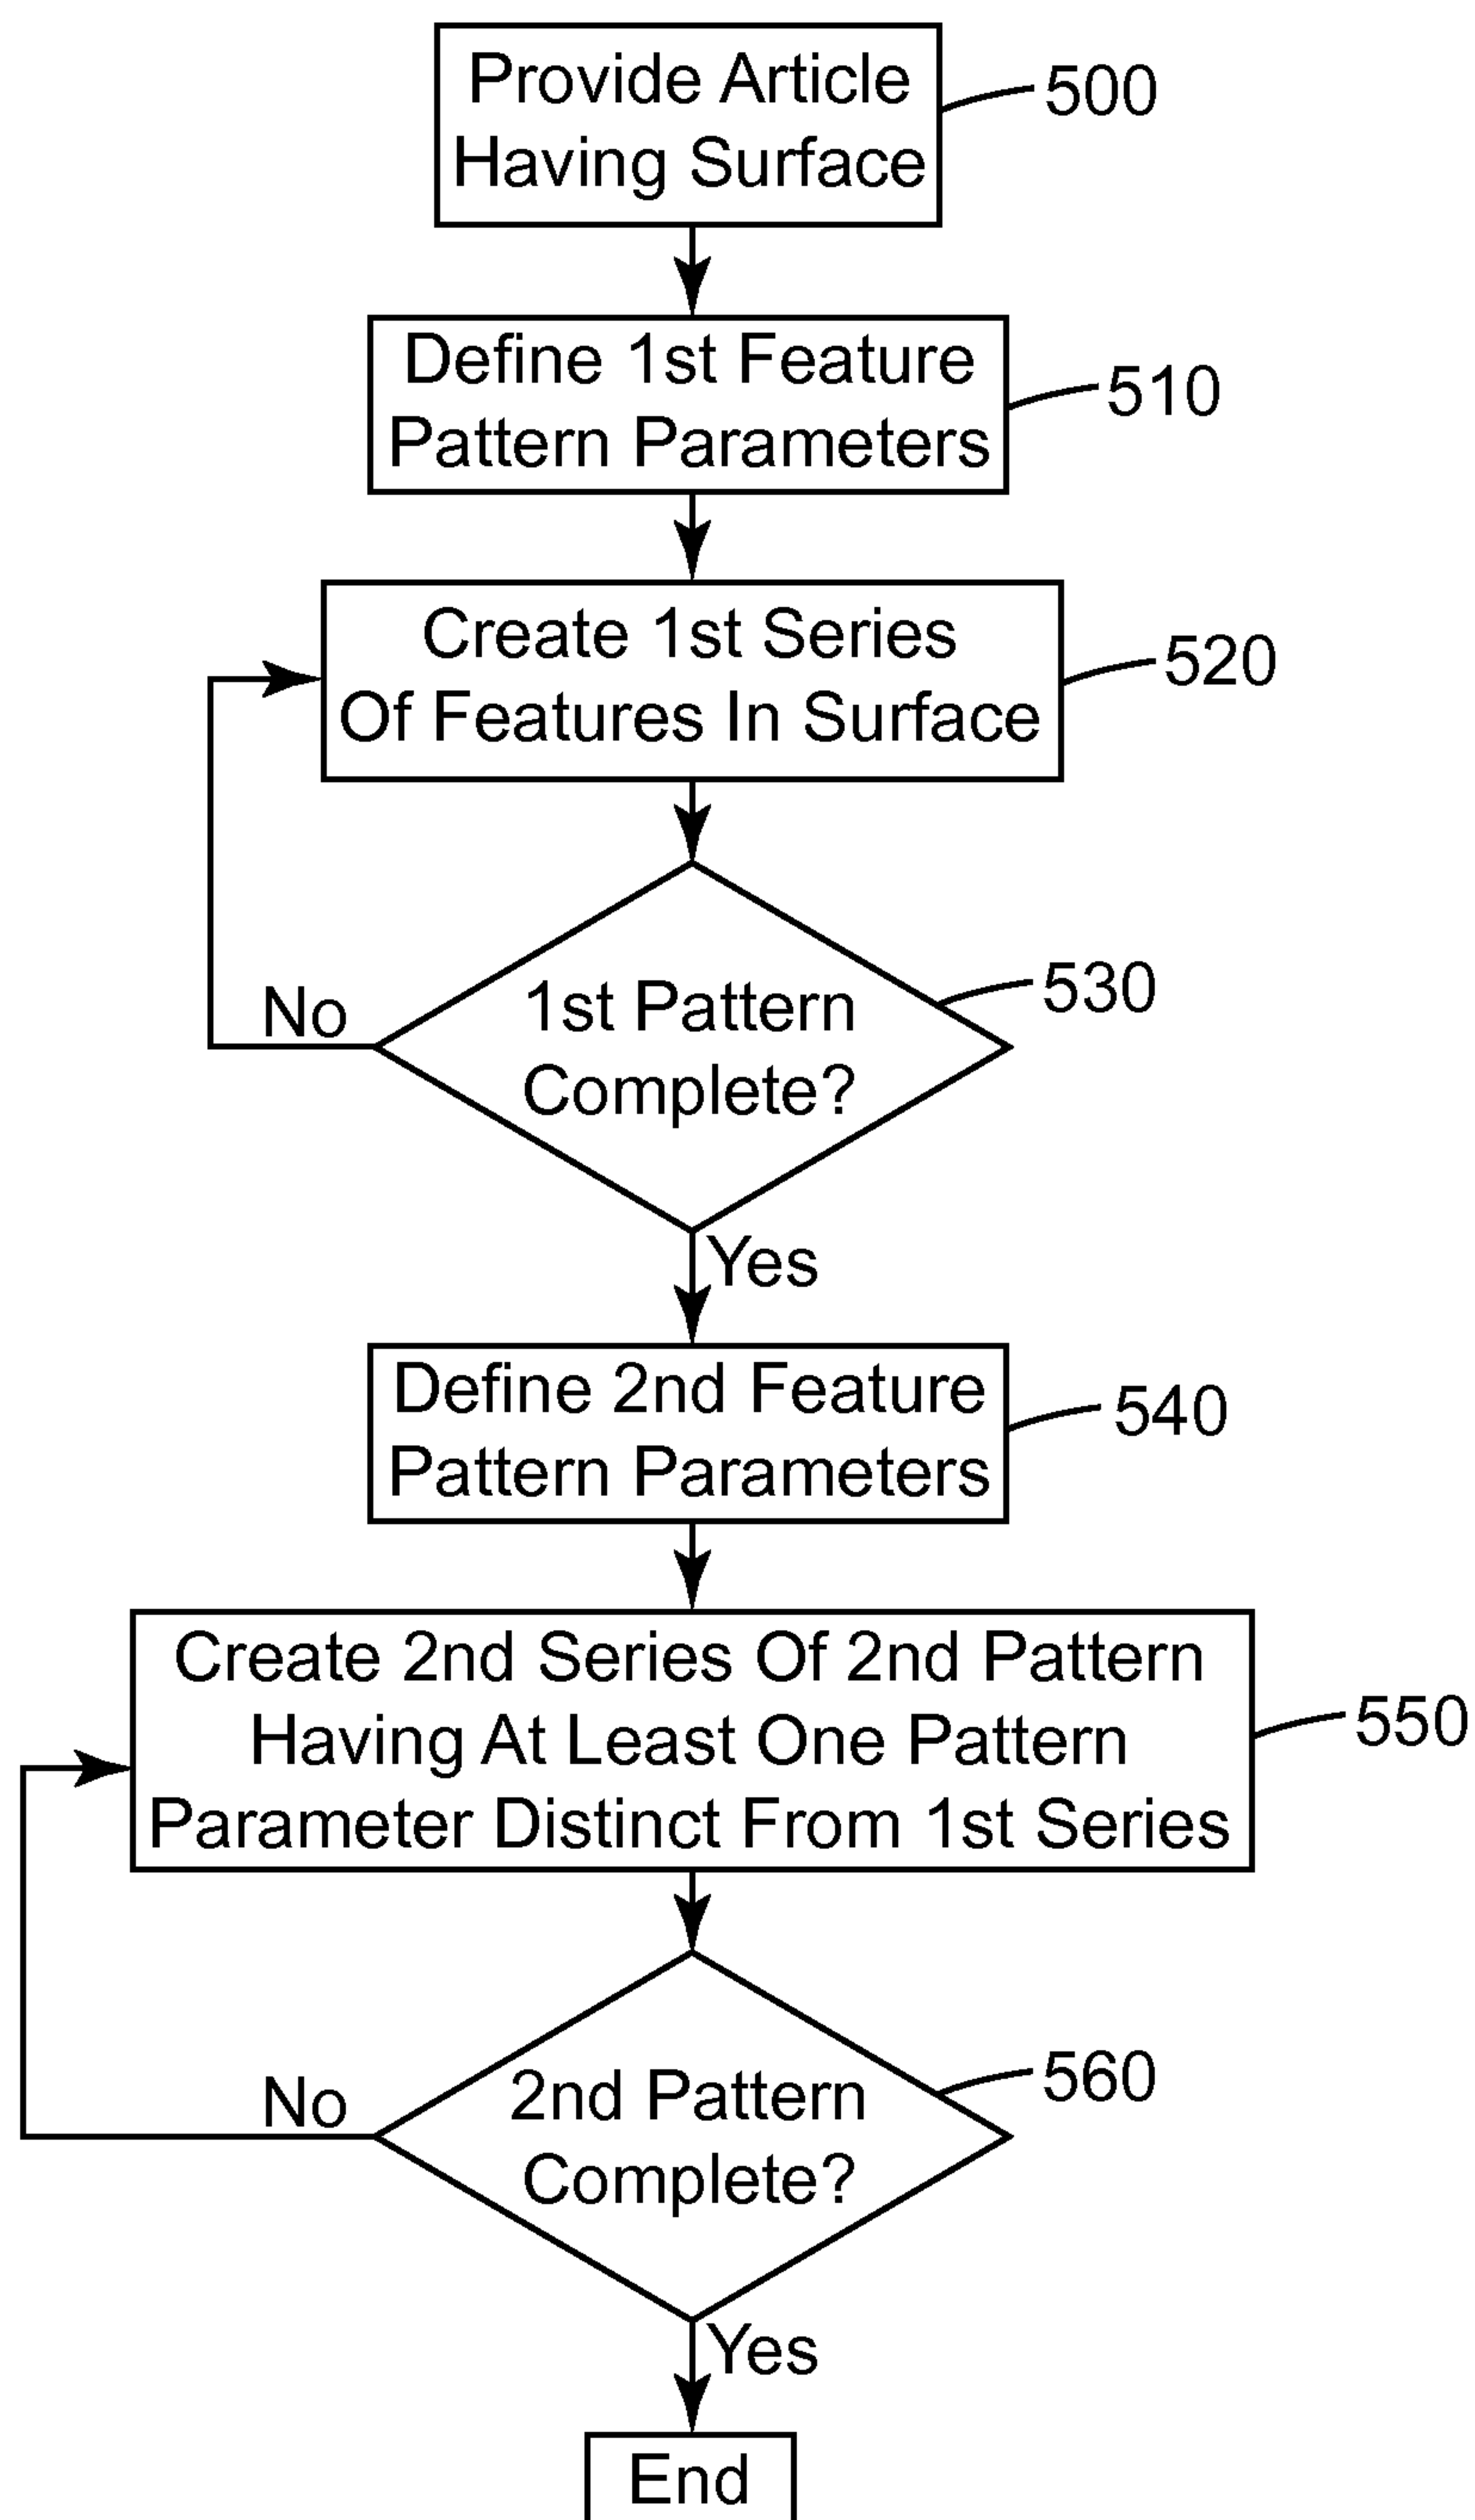 Provide Article
Having Surface
500
Define 1st Feature
Pattern Parameters
510
Create 1st Series
Of Features In Surface
520
1st Pattern
Complete?
530
No
Yes
Define 2nd Feature
Pattern Parameters
540
Create 2nd Series Of 2nd Pattern
Having At Least One Pattern
Parameter Distinct From 1st Series
550
2nd Pattern
Complete?
560
No
Yes
End